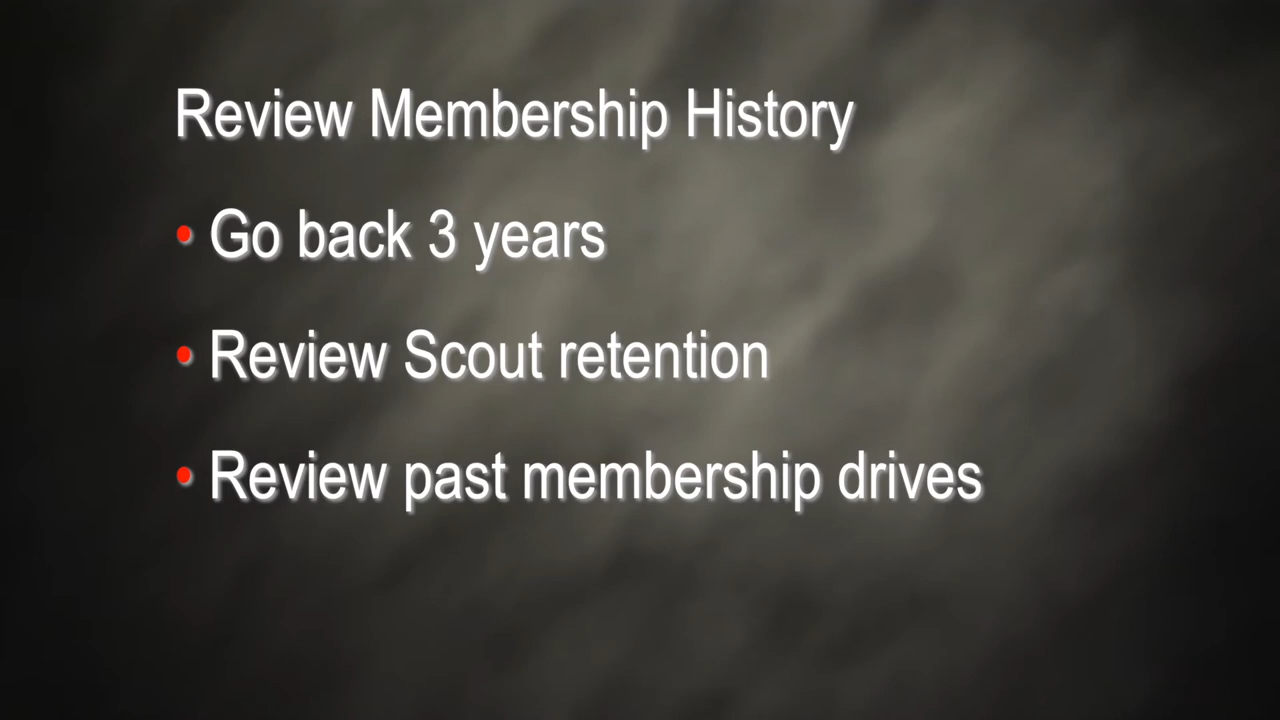 Review Membership History
• Go back 3 years
• Review Scout retention
• Review past membership drives